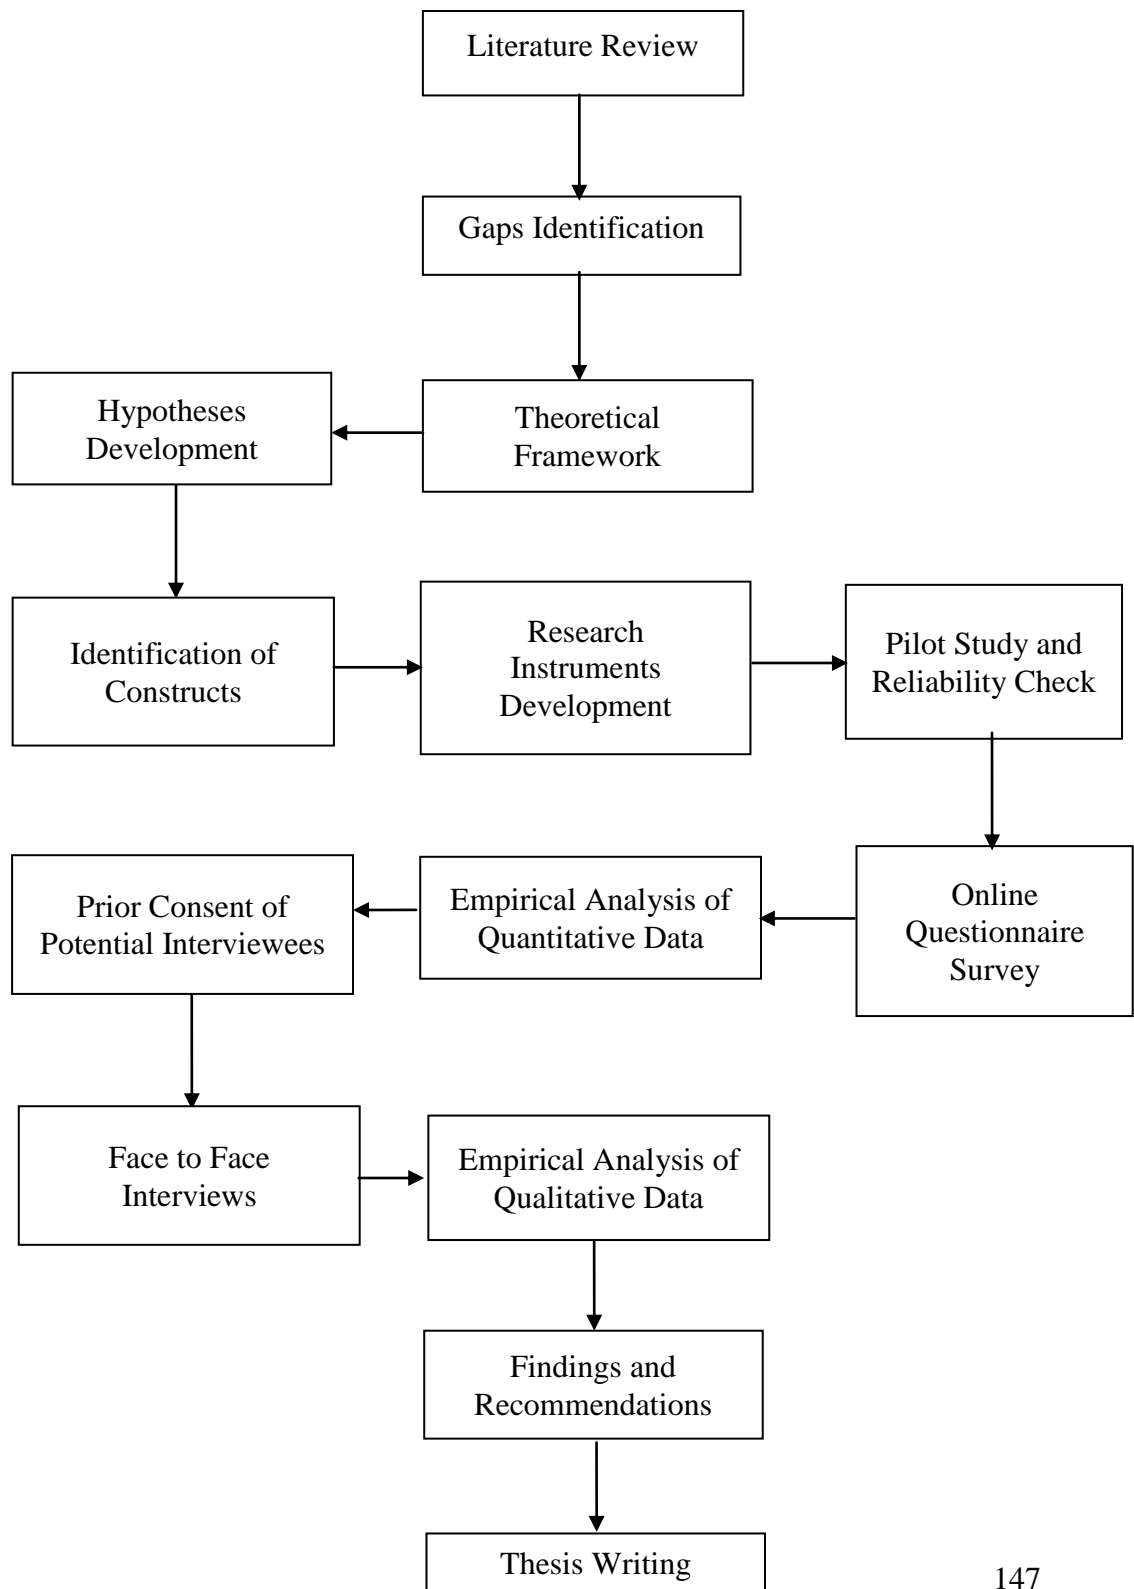 Literature Review
Gaps Identification
Theoretical
Framework
Hypotheses
Development
Identification of
Constructs
Research
Instruments
Development
Pilot Study and
Reliability Check
Online
Questionnaire
Survey
Empirical Analysis of
Quantitative Data
Prior Consent of
Potential Interviewees
Face to Face
Interviews
Empirical Analysis of
Qualitative Data
Findings and
Recommendations
Thesis Writing
147